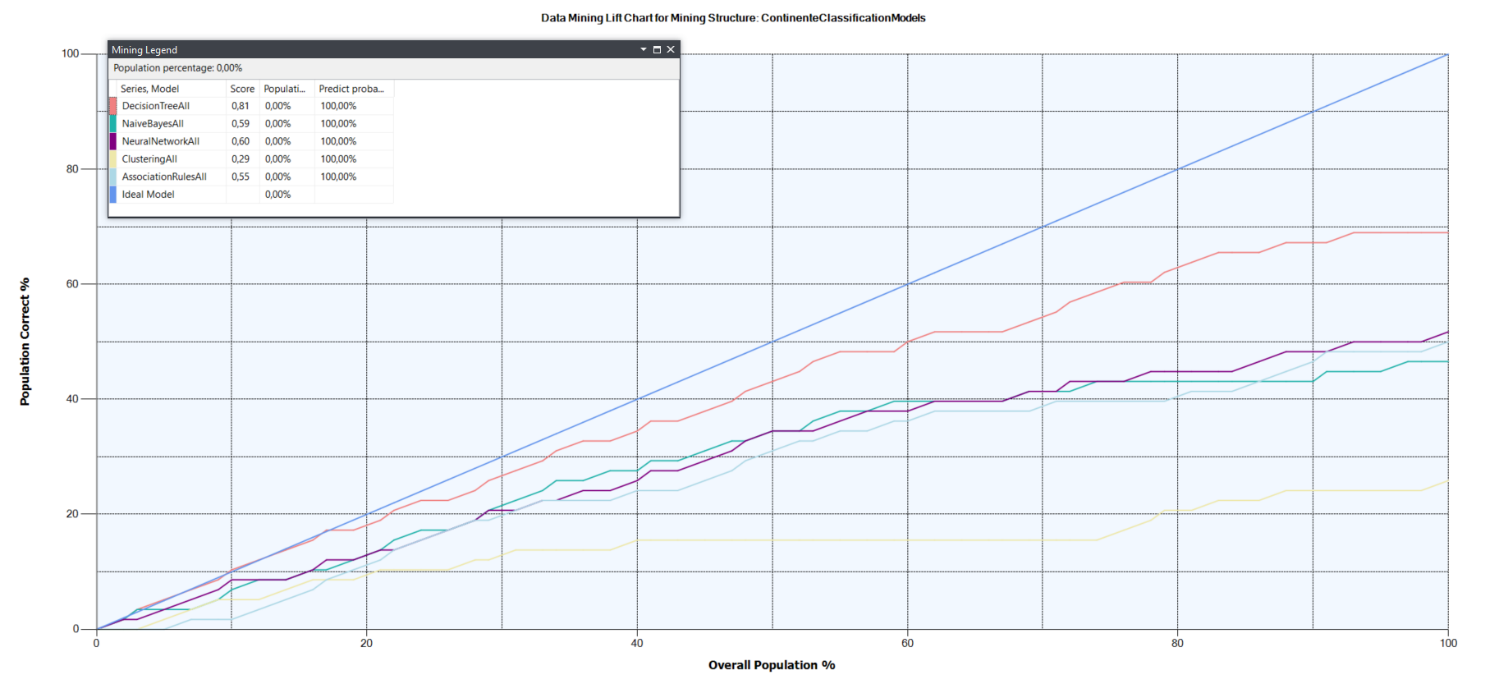 Data Mining Lift Chart for Mining Structure: ContinenteClassificationModels
Mining Legend
Population percentage: 0,00%
Series, Model Score Populati... Predict proba...
DecisionTreeAll 0,81 0,00% 100,00%
NaiveBayesAll 0,59 0,00% 100,00%
NeuralNetworkAll 0,60 0,00% 100,00%
ClusteringAll 0,29 0,00% 100,00%
AssociationRulesAll 0,55 0,00% 100,00%
Ideal Model 0,00%
100
80
60
40
20
0
Population Correct %
0 20 40 60 80 100
Overall Population %